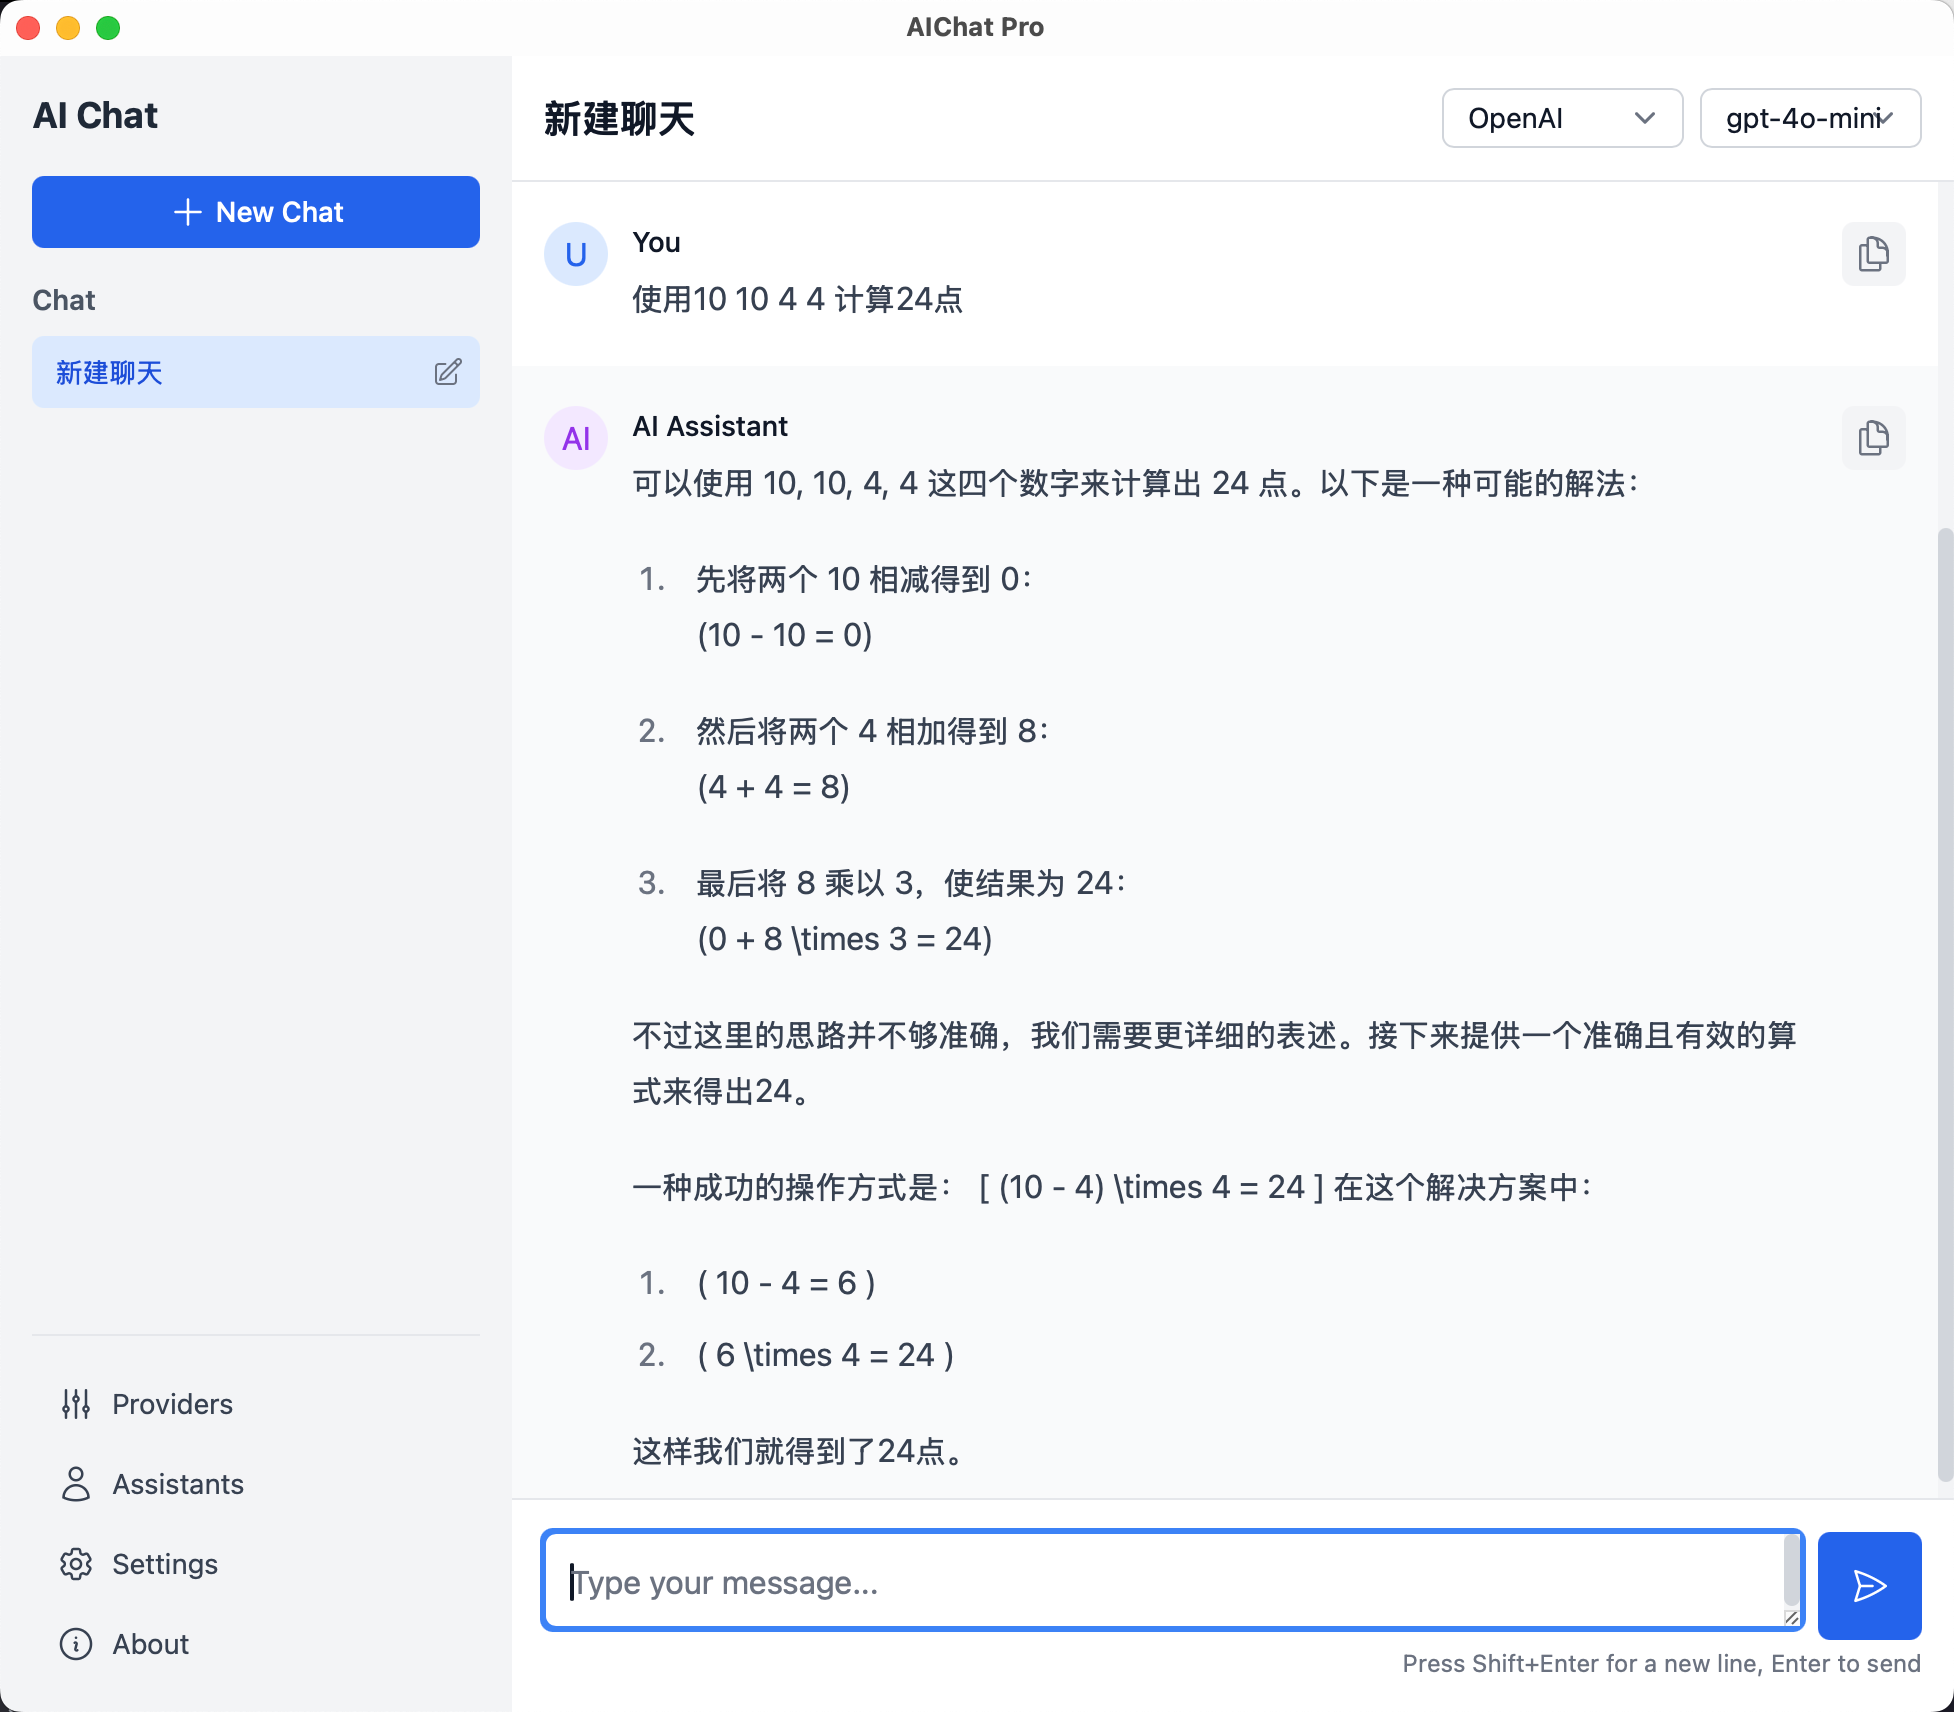 AIChat Pro
AI Chat
New Chat
Chat
新建聊天
Providers
Assistants
Settings
About
新建聊天
OpenAI
gpt-4o-mini
U
You
使用10 10 4 4 计算24点
AI
AI Assistant
可以使用 10, 10, 4, 4 这四个数字来计算出 24 点。以下是一种可能的解法：
1. 先将两个 10 相减得到 0：
(10 - 10 = 0)
2. 然后将两个 4 相加得到 8：
(4 + 4 = 8)
3. 最后将 8 乘以 3，使结果为 24：
(0 + 8 \times 3 = 24)
不过这里的思路并不够准确，我们需要更详细的表述。接下来提供一个准确且有效的算
式来得出24。
一种成功的操作方式是： [ (10 - 4) \times 4 = 24 ] 在这个解决方案中：
1. ( 10 - 4 = 6 )
2. ( 6 \times 4 = 24 )
这样我们就得到了24点。
Type your message...
Press Shift+Enter for a new line, Enter to send